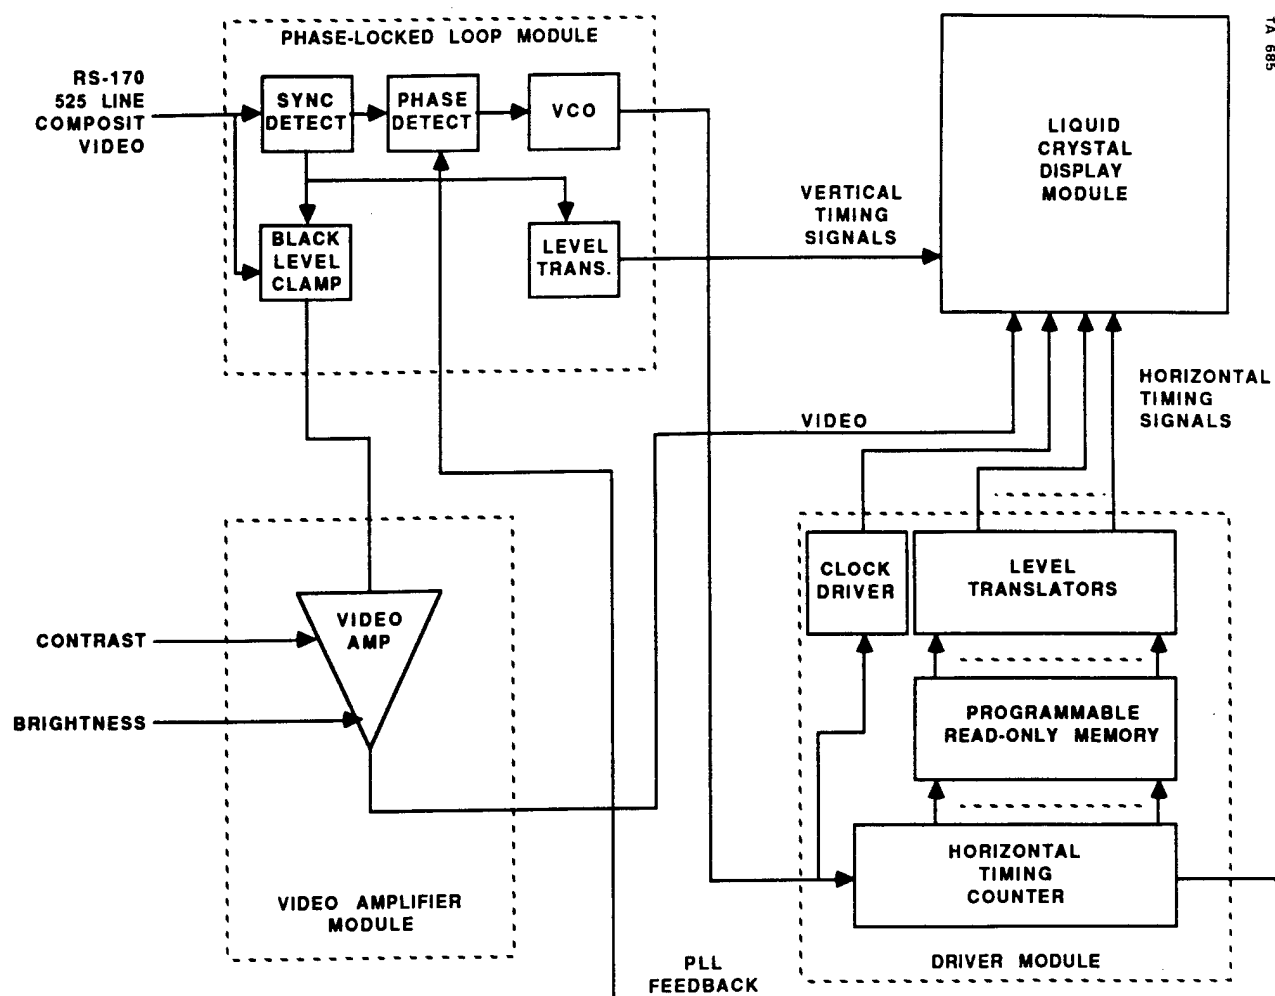 PHASE-LOCKED LOOP MODULE
RS-170
525 LINE
COMPOSIT
VIDEO
SYNC
DETECT
PHASE
DETECT
VCO
BLACK
LEVEL
CLAMP
LEVEL
TRANS.
VERTICAL
TIMING
SIGNALS
LIQUID
CRYSTAL
DISPLAY
MODULE
TA 685
HORIZONTAL
TIMING
SIGNALS
VIDEO
CONTRAST
BRIGHTNESS
VIDEO
AMP
VIDEO AMPLIFIER
MODULE
CLOCK
DRIVER
LEVEL
TRANSLATORS
PROGRAMMABLE
READ-ONLY MEMORY
HORIZONTAL
TIMING
COUNTER
DRIVER MODULE
PLL
FEEDBACK